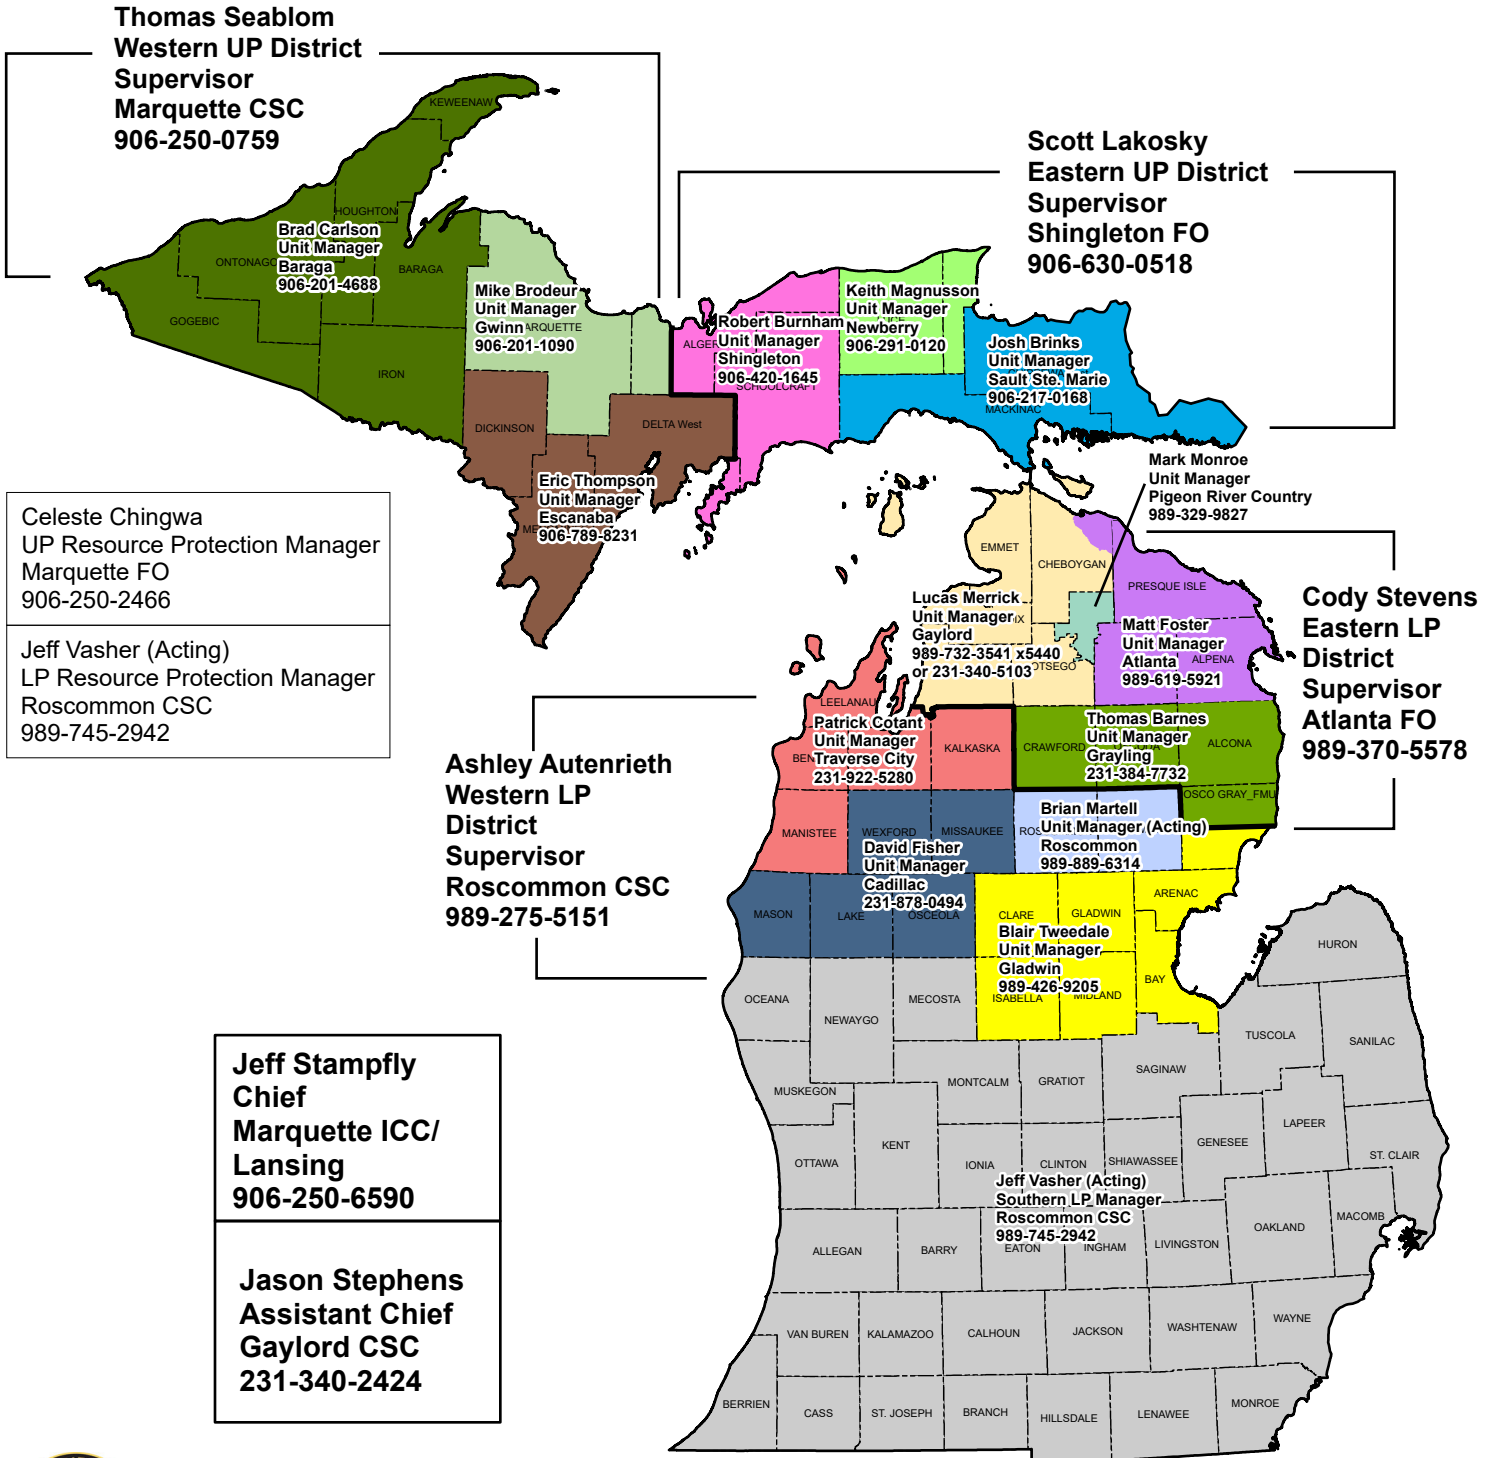 Thomas Seablom
Western UP District
Supervisor
Marquette CSC
906-250-0759
Scott Lakosky
Eastern UP District
Supervisor
Shingleton FO
906-630-0518
KEWEENAW
HOUGHTON
ONTONAGO
BARAGA
GOGEBIC
IRON
Brad Carlson
Unit Manager
Baraga
906-201-4688
Mike Brodeur
Unit Manager
Gwinn
906-201-1090
ARQUETTE
DICKINSON
DELTA West
ME
Eric Thompson
Unit Manager
Escanaba
906-789-8231
ALGER
SCHOOLCRAFT
Robert Burnham
Unit Manager
Shingleton
906-420-1645
Keith Magnusson
Unit Manager
Newberry
906-291-0120
Josh Brinks
Unit Manager
Sault Ste. Marie
906-217-0168
MACKINAC
Mark Monroe
Unit Manager
Pigeon River Country
989-329-9827
Celeste Chingwa
UP Resource Protection Manager
Marquette FO
906-250-2466
Jeff Vasher (Acting)
LP Resource Protection Manager
Roscommon CSC
989-745-2942
EMMET
CHEBOYGAN
PRESQUE ISLE
IX
OTSEGO
ALPENA
Lucas Merrick
Unit Manager
Gaylord
989-732-3541 x5440
or 231-340-5103
Matt Foster
Unit Manager
Atlanta
989-619-5921
Cody Stevens
Eastern LP
District
Supervisor
Atlanta FO
989-370-5578
Ashley Autenrieth
Western LP
District
Supervisor
Roscommon CSC
989-275-5151
LEELANAU
BEN
KALKASKA
MANISTEE
Patrick Cotant
Unit Manager
Traverse City
231-922-5280
CRAWFORD
ALCONA
OSCO GRAY_FMU
Thomas Barnes
Unit Manager
Grayling
231-384-7732
WEXFORD
MISSAUKEE
ROS
Brian Martell
Unit Manager (Acting)
Roscommon
989-889-6314
David Fisher
Unit Manager
Cadillac
231-878-0494
MASON
LAKE
OSCEOLA
CLARE
GLADWIN
ARENAC
ISABELLA
MIDLAND
BAY
Blair Tweedale
Unit Manager
Gladwin
989-426-9205
HURON
OCEANA
NEWAYGO
MECOSTA
TUSCOLA
SANILAC
MUSKEGON
MONTCALM
GRATIOT
SAGINAW
LAPEER
GENESEE
KENT
OTTAWA
IONIA
CLINTON
SHIAWASSEE
ST. CLAIR
Jeff Vasher (Acting)
Southern LP Manager
Roscommon CSC
989-745-2942
ALLEGAN
BARRY
EATON
INGHAM
LIVINGSTON
OAKLAND
MACOMB
VAN BUREN
KALAMAZOO
CALHOUN
JACKSON
WASHTENAW
WAYNE
BERRIEN
CASS
ST. JOSEPH
BRANCH
HILLSDALE
LENAWEE
MONROE
Jeff Stampfly
Chief
Marquette ICC/
Lansing
906-250-6590
Jason Stephens
Assistant Chief
Gaylord CSC
231-340-2424